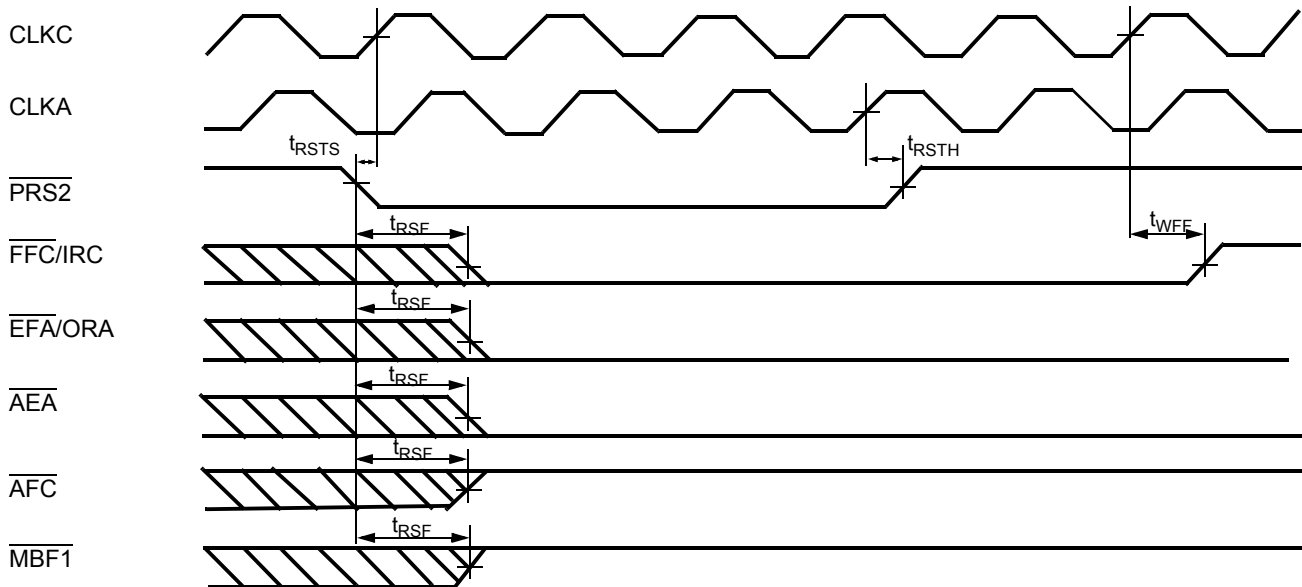 CLKC
CLKA
tRSTS
tRSTH
PRS2
tRSF
tWFF
FFC/IRC
tRSF
EFA/ORA
tRSF
AEA
tRSF
AFC
tRSF
MBF1